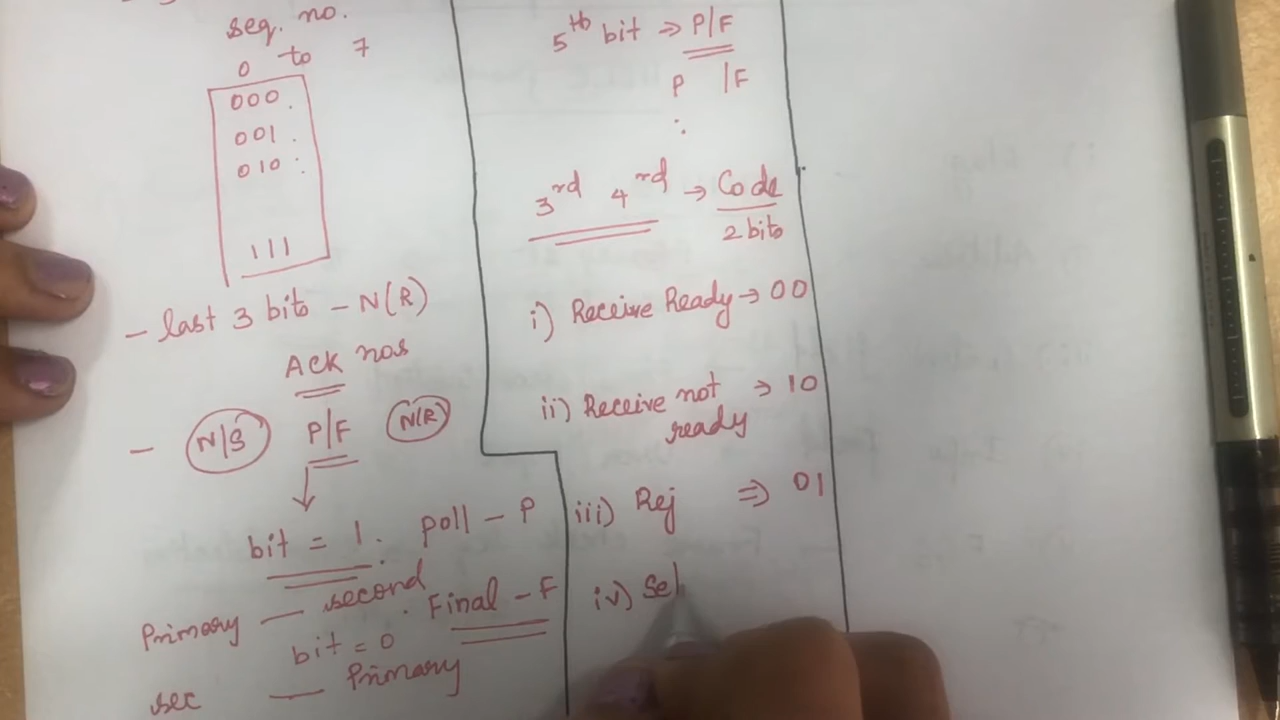 seq. no.
0 to 7
000 .
001 .
010 :
111
- last 3 bits - N(R)
Ack nos
- N/S P/F N(R)
bit = 1. Poll - P
Primary — second
. Final - F
bit = 0
sec — Primary
5th bit → P/F
P /F
:
3rd 4rd → Code
2 bits
i) Receive Ready → 00
ii) Receive not → 10
ready
iii) Rej ⇒ 01
iv) Sel